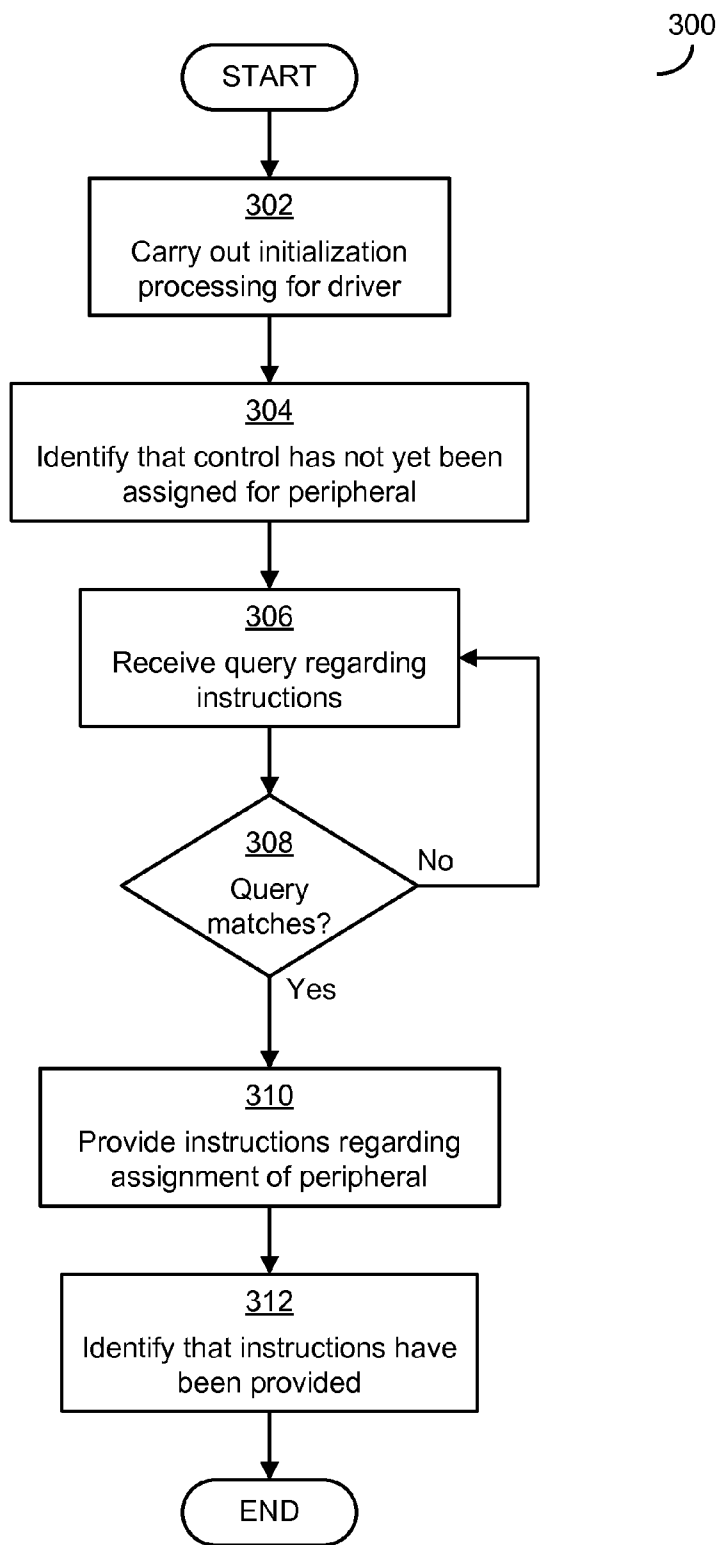 300
START
302
Carry out initialization
processing for driver
304
Identify that control has not yet been
assigned for peripheral
306
Receive query regarding
instructions
308
Query
matches?
No
Yes
310
Provide instructions regarding
assignment of peripheral
312
Identify that instructions have
been provided
END